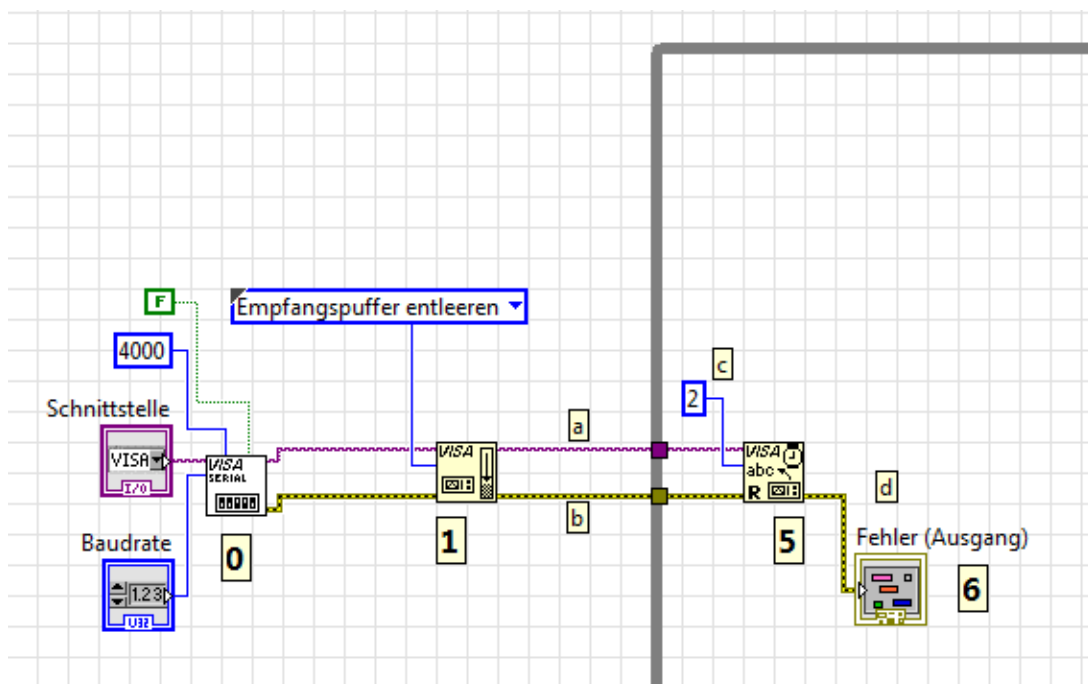 F
Empfangspuffer entleeren
4000
c
2
Schnittstelle
a
VISA
I/O
VISA
SERIAL
VISA
VISA
abc
R
b
d
0
1
5
Baudrate
Fehler (Ausgang)
1.23
U32
6